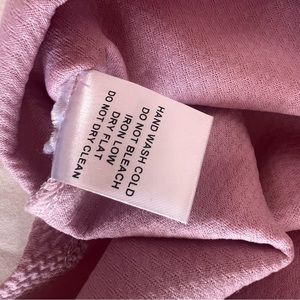 HAND WASH COLD
DO NOT BLEACH
IRON LOW
DRY FLAT
DO NOT DRY CLEAN